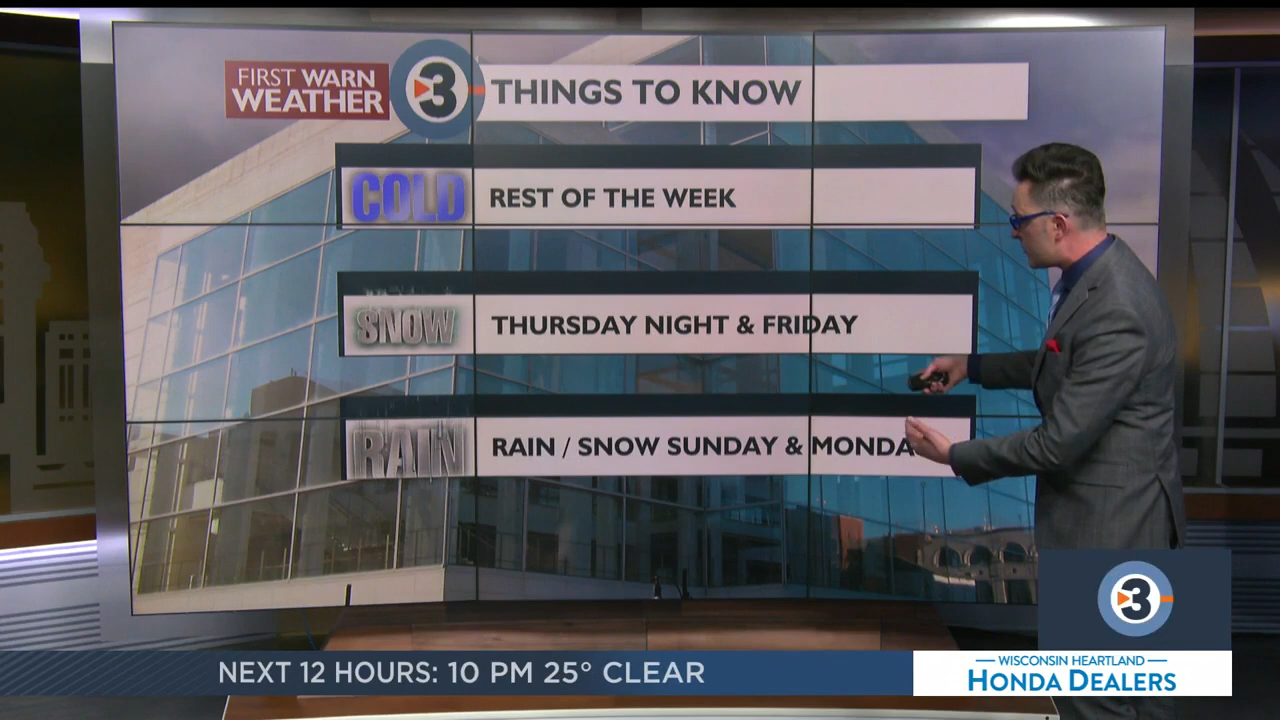 FIRST WARN
WEATHER
3
THINGS TO KNOW
COLD
REST OF THE WEEK
SNOW
THURSDAY NIGHT & FRIDAY
RAIN
RAIN / SNOW SUNDAY & MONDA
3
NEXT 12 HOURS: 10 PM 25° CLEAR
WISCONSIN HEARTLAND
HONDA DEALERS